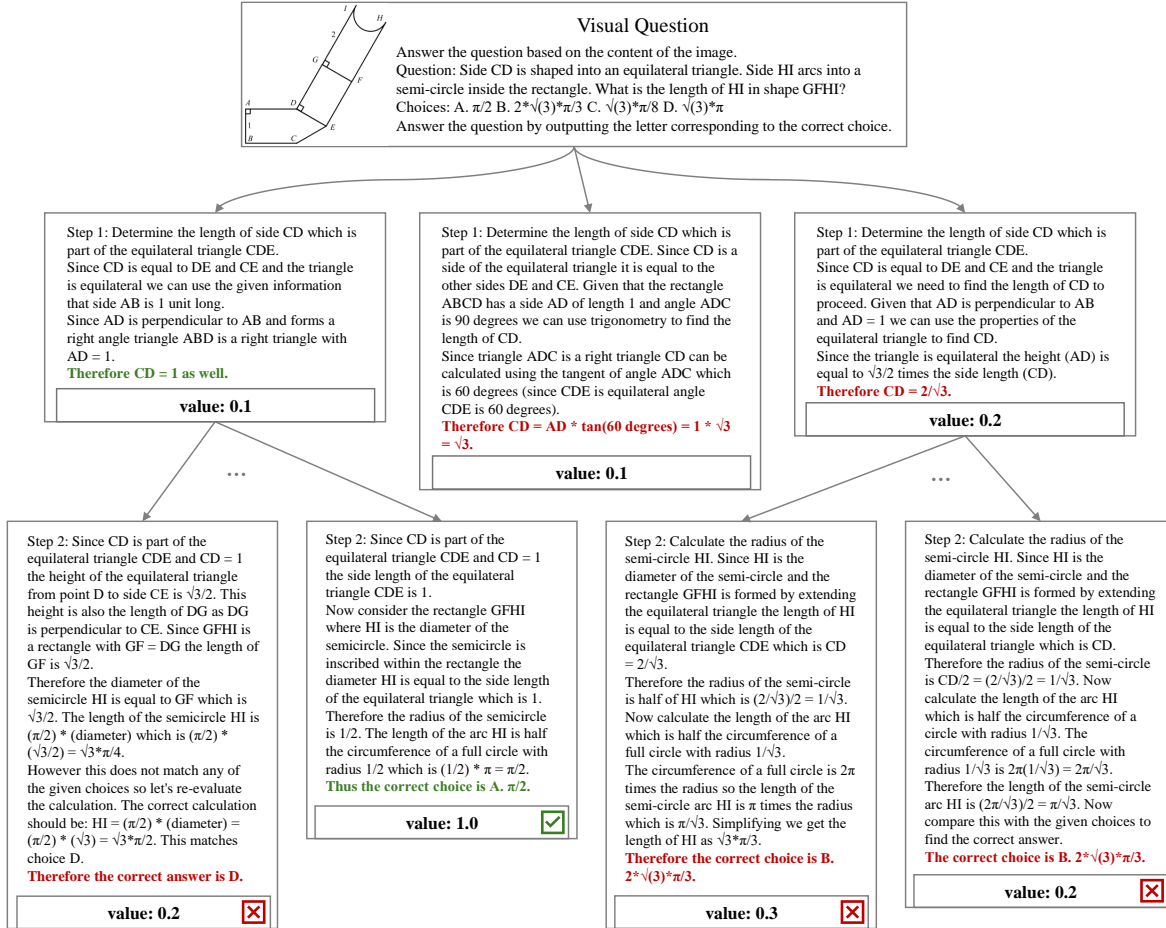 Visual Question
Answer the question based on the content of the image.
Question: Side CD is shaped into an equilateral triangle. Side HI arcs into a
semi-circle inside the rectangle. What is the length of HI in shape GFHI?
Choices: A. π/2 B. 2*√(3)*π/3 C. √(3)*π/8 D. √(3)*π
Answer the question by outputting the letter corresponding to the correct choice.
I
H
2
G
F
A
D
1
E
B
C
Step 1: Determine the length of side CD which is
part of the equilateral triangle CDE.
Since CD is equal to DE and CE and the triangle
is equilateral we can use the given information
that side AB is 1 unit long.
Since AD is perpendicular to AB and forms a
right angle triangle ABD is a right triangle with
AD = 1.
Therefore CD = 1 as well.
value: 0.1
Step 1: Determine the length of side CD which is
part of the equilateral triangle CDE. Since CD is a
side of the equilateral triangle it is equal to the
other sides DE and CE. Given that the rectangle
ABCD has a side AD of length 1 and angle ADC
is 90 degrees we can use trigonometry to find the
length of CD.
Since triangle ADC is a right triangle CD can be
calculated using the tangent of angle ADC which
is 60 degrees (since CDE is equilateral angle
CDE is 60 degrees).
Therefore CD = AD * tan(60 degrees) = 1 * √3
= √3.
value: 0.1
Step 1: Determine the length of side CD which is
part of the equilateral triangle CDE.
Since CD is equal to DE and CE and the triangle
is equilateral we need to find the length of CD to
proceed. Given that AD is perpendicular to AB
and AD = 1 we can use the properties of the
equilateral triangle to find CD.
Since the triangle is equilateral the height (AD) is
equal to √3/2 times the side length (CD).
Therefore CD = 2/√3.
value: 0.2
...
...
Step 2: Since CD is part of the
equilateral triangle CDE and CD = 1
the height of the equilateral triangle
from point D to side CE is √3/2. This
height is also the length of DG as DG
is perpendicular to CE. Since GFHI is
a rectangle with GF = DG the length of
GF is √3/2.
Therefore the diameter of the
semicircle HI is equal to GF which is
√3/2. The length of the semicircle HI is
(π/2) * (diameter) which is (π/2) *
(√3/2) = √3*π/4.
However this does not match any of
the given choices so let's re-evaluate
the calculation. The correct calculation
should be: HI = (π/2) * (diameter) =
(π/2) * (√3) = √3*π/2. This matches
choice D.
Therefore the correct answer is D.
value: 0.2
Step 2: Since CD is part of the
equilateral triangle CDE and CD = 1
the side length of the equilateral
triangle CDE is 1.
Now consider the rectangle GFHI
where HI is the diameter of the
semicircle. Since the semicircle is
inscribed within the rectangle the
diameter HI is equal to the side length
of the equilateral triangle which is 1.
Therefore the radius of the semicircle
is 1/2. The length of the arc HI is half
the circumference of a full circle with
radius 1/2 which is (1/2) * π = π/2.
Thus the correct choice is A. π/2.
value: 1.0
Step 2: Calculate the radius of the
semi-circle HI. Since HI is the
diameter of the semi-circle and the
rectangle GFHI is formed by extending
the equilateral triangle the length of HI
is equal to the side length of the
equilateral triangle CDE which is CD
= 2/√3.
Therefore the radius of the semi-circle
is half of HI which is (2/√3)/2 = 1/√3.
Now calculate the length of the arc HI
which is half the circumference of a
full circle with radius 1/√3.
The circumference of a full circle is 2π
times the radius so the length of the
semi-circle arc HI is π times the radius
which is π/√3. Simplifying we get the
length of HI as √3*π/3.
Therefore the correct choice is B.
2*√(3)*π/3.
value: 0.3
Step 2: Calculate the radius of the
semi-circle HI. Since HI is the
diameter of the semi-circle and the
rectangle GFHI is formed by extending
the equilateral triangle the length of HI
is equal to the side length of the
equilateral triangle which is CD.
Therefore the radius of the semi-circle
is CD/2 = (2/√3)/2 = 1/√3. Now
calculate the length of the arc HI
which is half the circumference of a
circle with radius 1/√3. The
circumference of a full circle with
radius 1/√3 is 2π(1/√3) = 2π/√3.
Therefore the length of the semi-circle
arc HI is (2π/√3)/2 = π/√3. Now
compare this with the given choices to
find the correct answer.
The correct choice is B. 2*√(3)*π/3.
value: 0.2